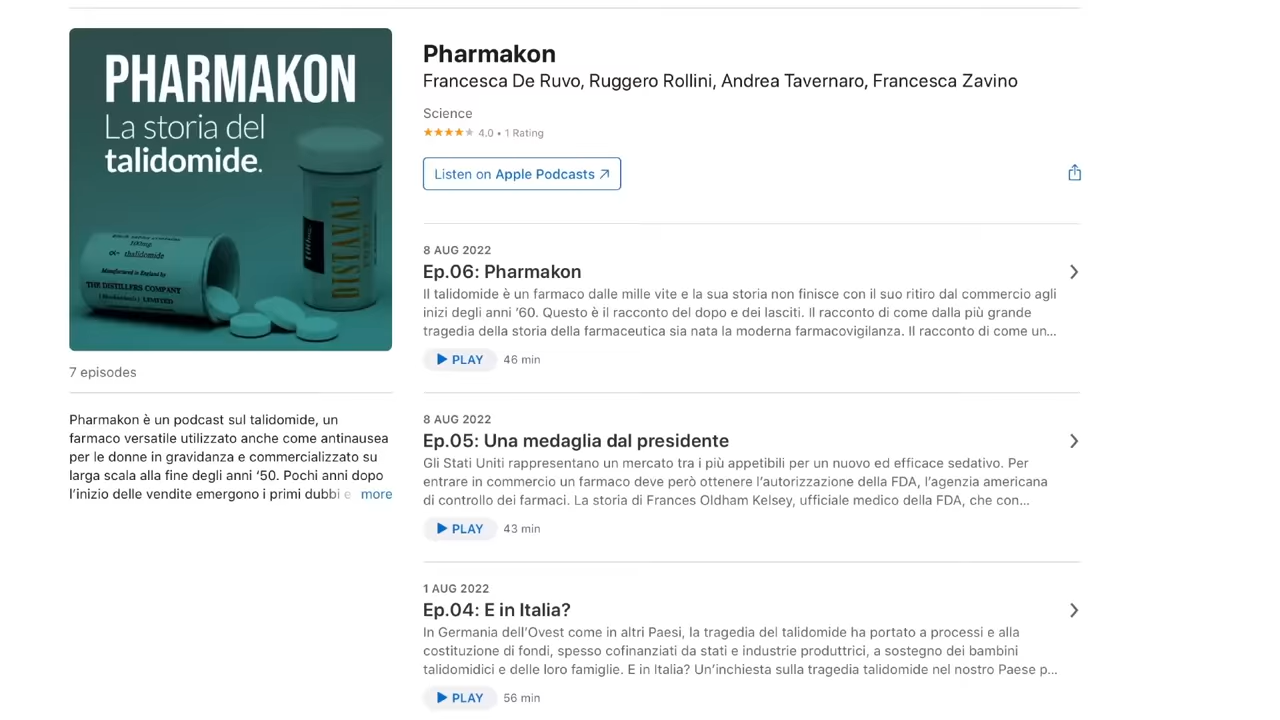 PHARMAKON
La storia del
talidomide.
100mg
thalidomide
Manufactured in England by
THE DISTILLERS COMPANY
LIMITED
DISTAVAL
7 episodes
Pharmakon è un podcast sul talidomide, un
farmaco versatile utilizzato anche come antinausea
per le donne in gravidanza e commercializzato su
larga scala alla fine degli anni ‘50. Pochi anni dopo
l’inizio delle vendite emergono i primi dubbi e more
Pharmakon
Francesca De Ruvo, Ruggero Rollini, Andrea Tavernaro, Francesca Zavino
Science
4.0 • 1 Rating
Listen on Apple Podcasts
8 AUG 2022
Ep.06: Pharmakon
Il talidomide è un farmaco dalle mille vite e la sua storia non finisce con il suo ritiro dal commercio agli
inizi degli anni ’60. Questo è il racconto del dopo e dei lasciti. Il racconto di come dalla più grande
tragedia della storia della farmaceutica sia nata la moderna farmacovigilanza. Il racconto di come un...
PLAY 46 min
8 AUG 2022
Ep.05: Una medaglia dal presidente
Gli Stati Uniti rappresentano un mercato tra i più appetibili per un nuovo ed efficace sedativo. Per
entrare in commercio un farmaco deve però ottenere l’autorizzazione della FDA, l’agenzia americana
di controllo dei farmaci. La storia di Frances Oldham Kelsey, ufficiale medico della FDA, che con...
PLAY 43 min
1 AUG 2022
Ep.04: E in Italia?
In Germania dell’Ovest come in altri Paesi, la tragedia del talidomide ha portato a processi e alla
costituzione di fondi, spesso cofinanziati da stati e industrie produttrici, a sostegno dei bambini
talidomidici e delle loro famiglie. E in Italia? Un’inchiesta sulla tragedia talidomide nel nostro Paese p...
PLAY 56 min